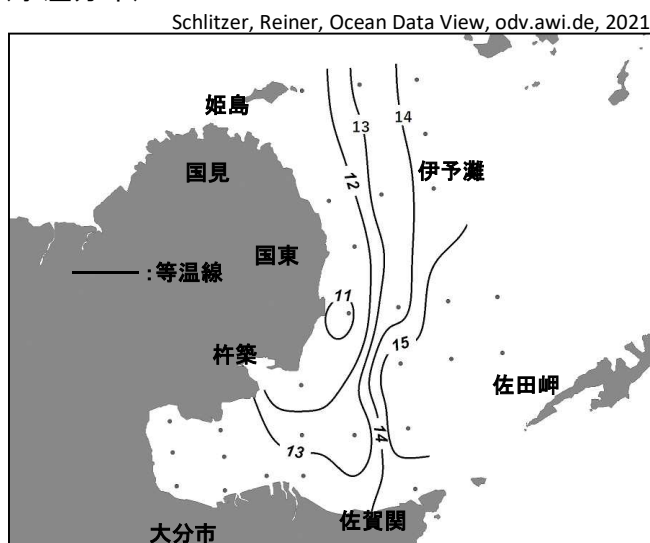 Schlitzer, Reiner, Ocean Data View, odv.awi.de, 2021
姫島
13
14
国見
伊予灘
12
国東
:等温線
11
杵築
15
佐田岬
14
13
大分市
佐賀関